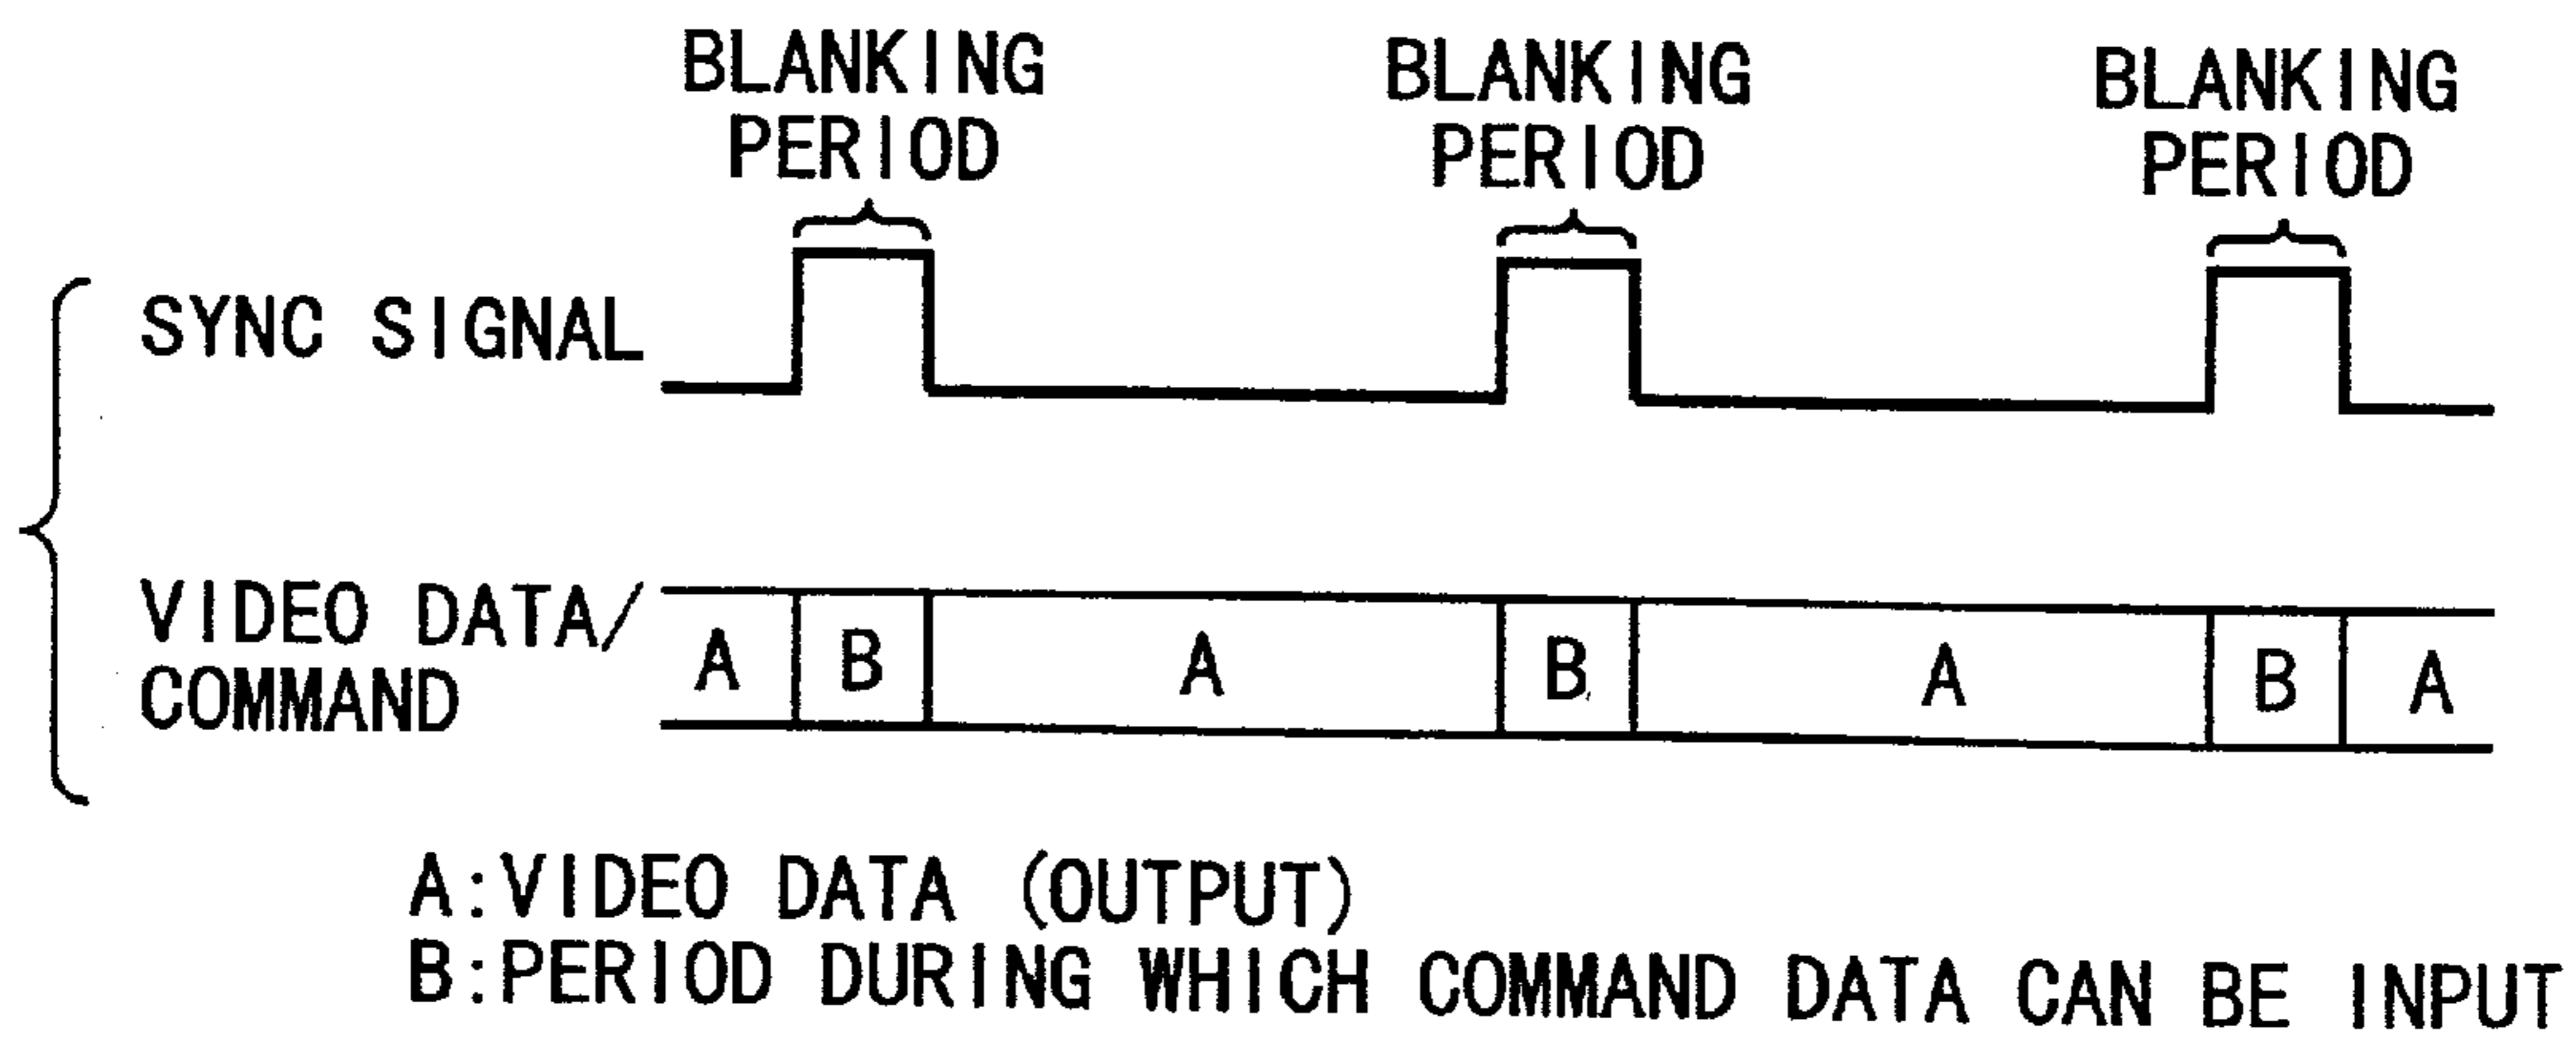 BLANKING
PERIOD
BLANKING
PERIOD
BLANKING
PERIOD
SYNC SIGNAL
VIDEO DATA/
COMMAND
A B A B A B A
A:VIDEO DATA (OUTPUT)
B:PERIOD DURING WHICH COMMAND DATA CAN BE INPUT